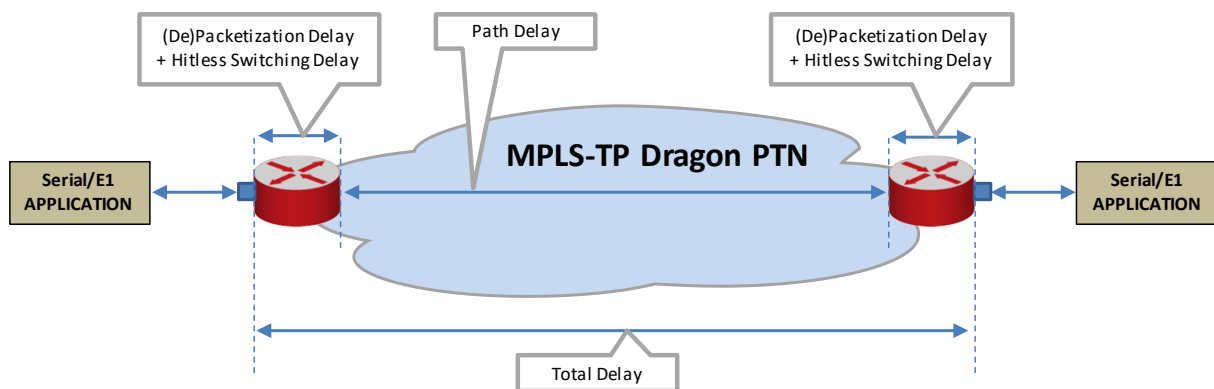 (De)Packetization Delay
+ Hitless Switching Delay
Path Delay
(De)Packetization Delay
+ Hitless Switching Delay
MPLS-TP Dragon PTN
Serial/E1
APPLICATION
Serial/E1
APPLICATION
Total Delay